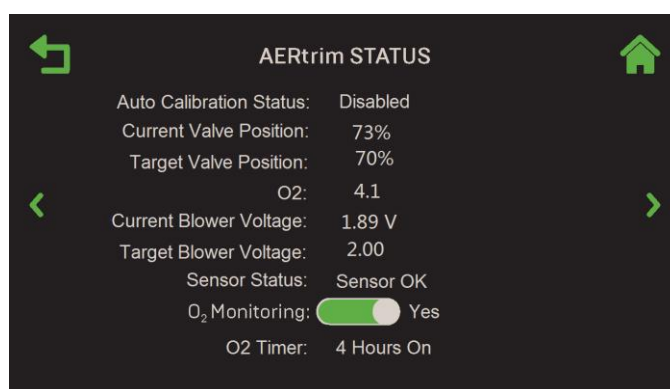 AERtrim STATUS
Auto Calibration Status: Disabled
Current Valve Position: 73%
Target Valve Position: 70%
O2: 4.1
Current Blower Voltage: 1.89 V
Target Blower Voltage: 2.00
Sensor Status: Sensor OK
O₂ Monitoring: Yes
O2 Timer: 4 Hours On